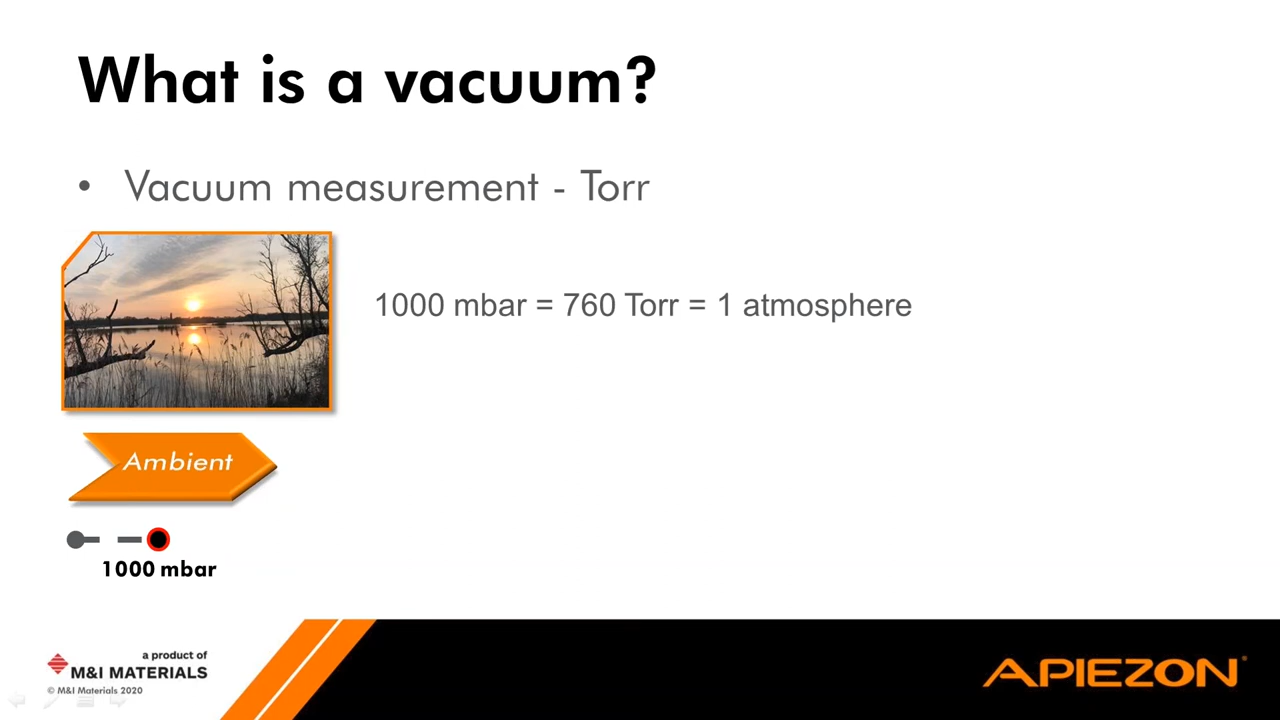 What is a vacuum?
• Vacuum measurement - Torr
1000 mbar = 760 Torr = 1 atmosphere
Ambient
1000 mbar
a product of
M&I MATERIALS
© M&I Materials 2020
APIEZON®